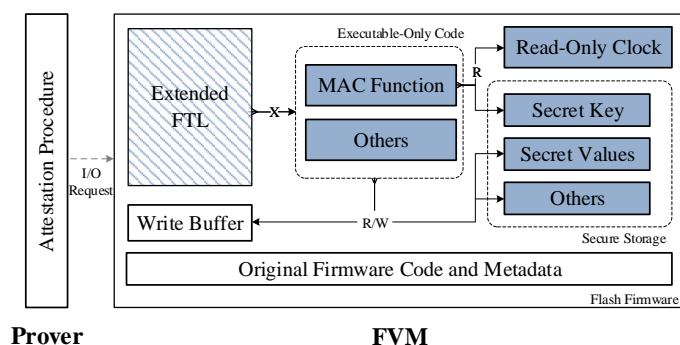 Executable-Only Code
Read-Only Clock
Attestation Procedure
Extended
FTL
X
MAC Function
R
Secret Key
Others
Secret Values
I/O
Request
Write Buffer
R/W
Others
Secure Storage
Original Firmware Code and Metadata
Flash Firmware
Prover
FVM